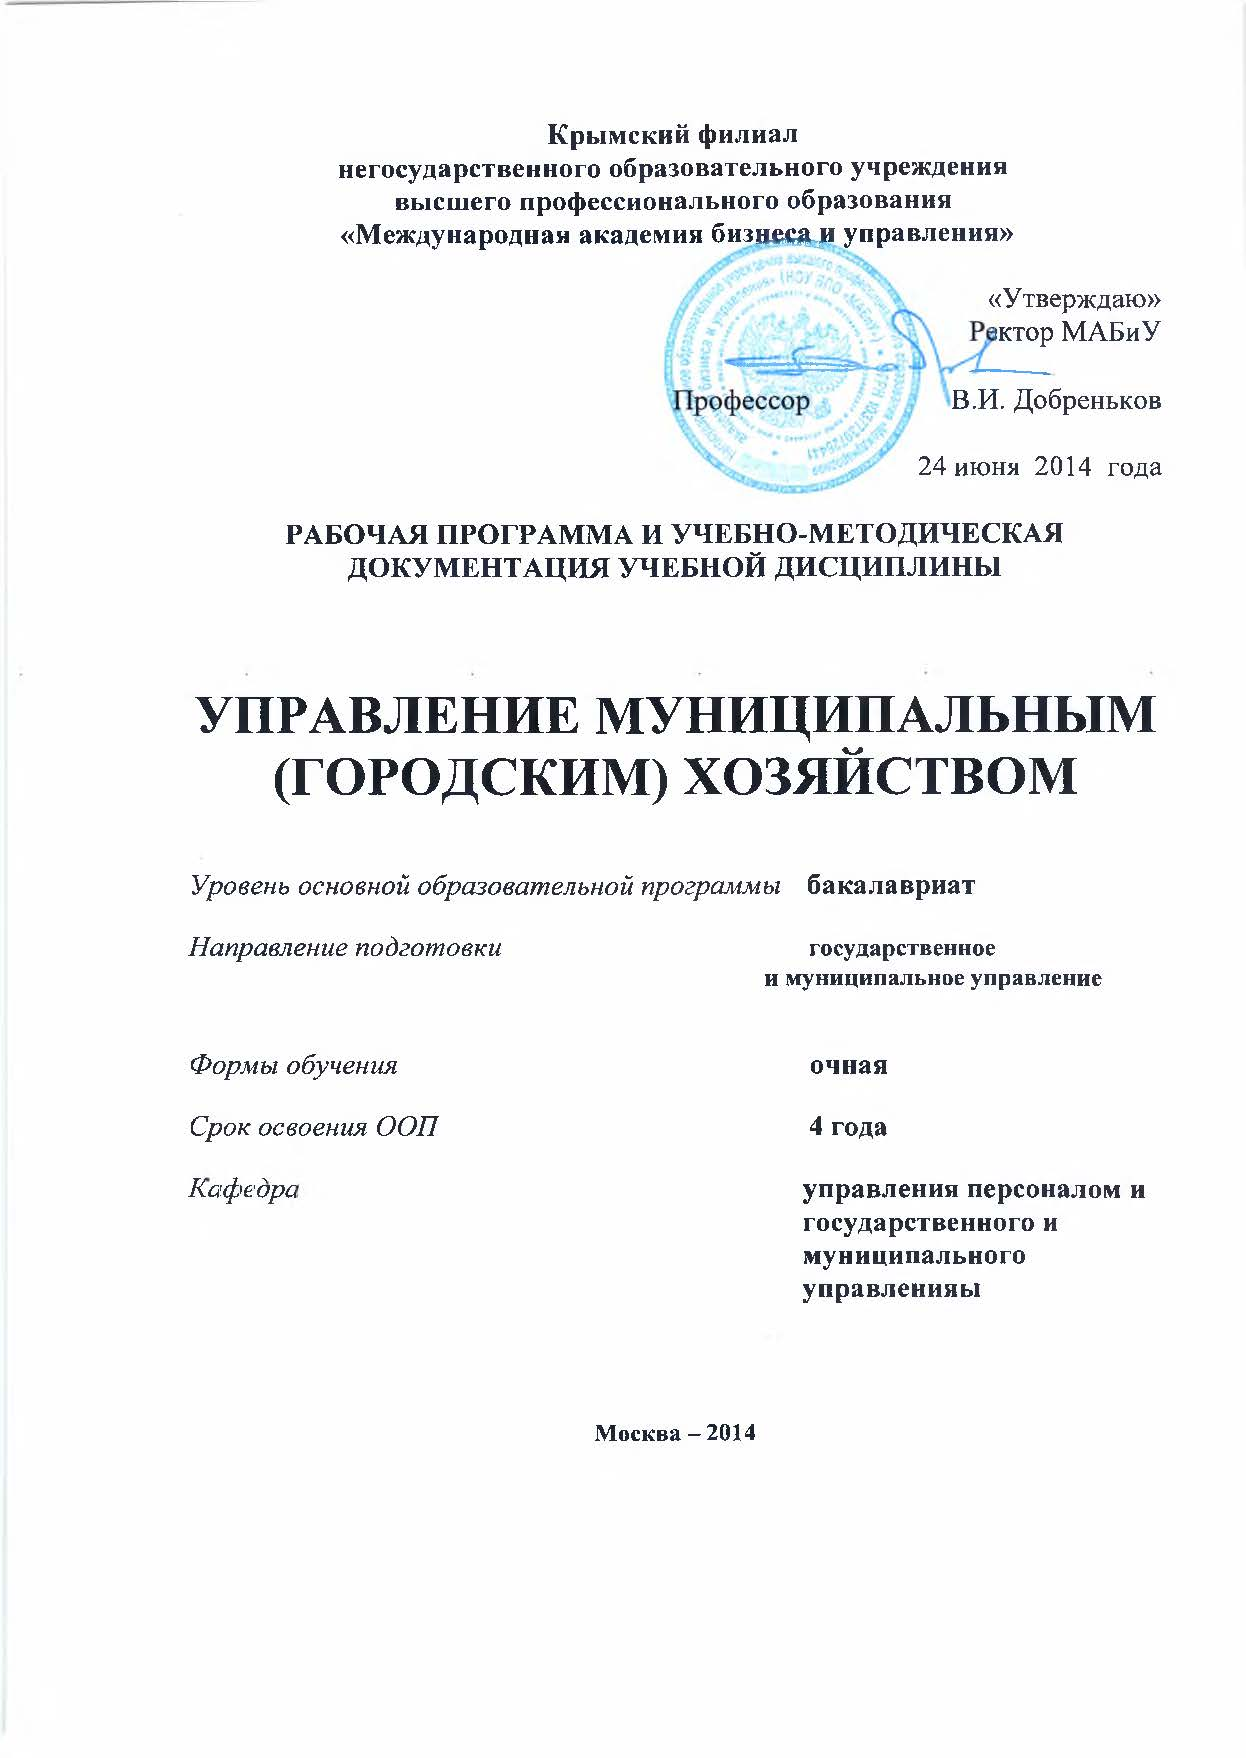 Крымский филиал
негосударственного образовательного учреждения
высшего профессионального образования
«Международная академия бизнеса и управления»
«Утверждаю»
Ректор МАБиУ
Профессор В.И. Добреньков
24 июня 2014 года
РАБОЧАЯ ПРОГРАММА И УЧЕБНО-МЕТОДИЧЕСКАЯ
ДОКУМЕНТАЦИЯ УЧЕБНОЙ ДИСЦИПЛИНЫ
УПРАВЛЕНИЕ МУНИЦИПАЛЬНЫМ
(ГОРОДСКИМ) ХОЗЯЙСТВОМ
Уровень основной образовательной программы бакалавриат
Направление подготовки государственное
и муниципальное управление
Формы обучения очная
Срок освоения ООП 4 года
Кафедра управления персоналом и
государственного и
муниципального
управленияы
Москва – 2014